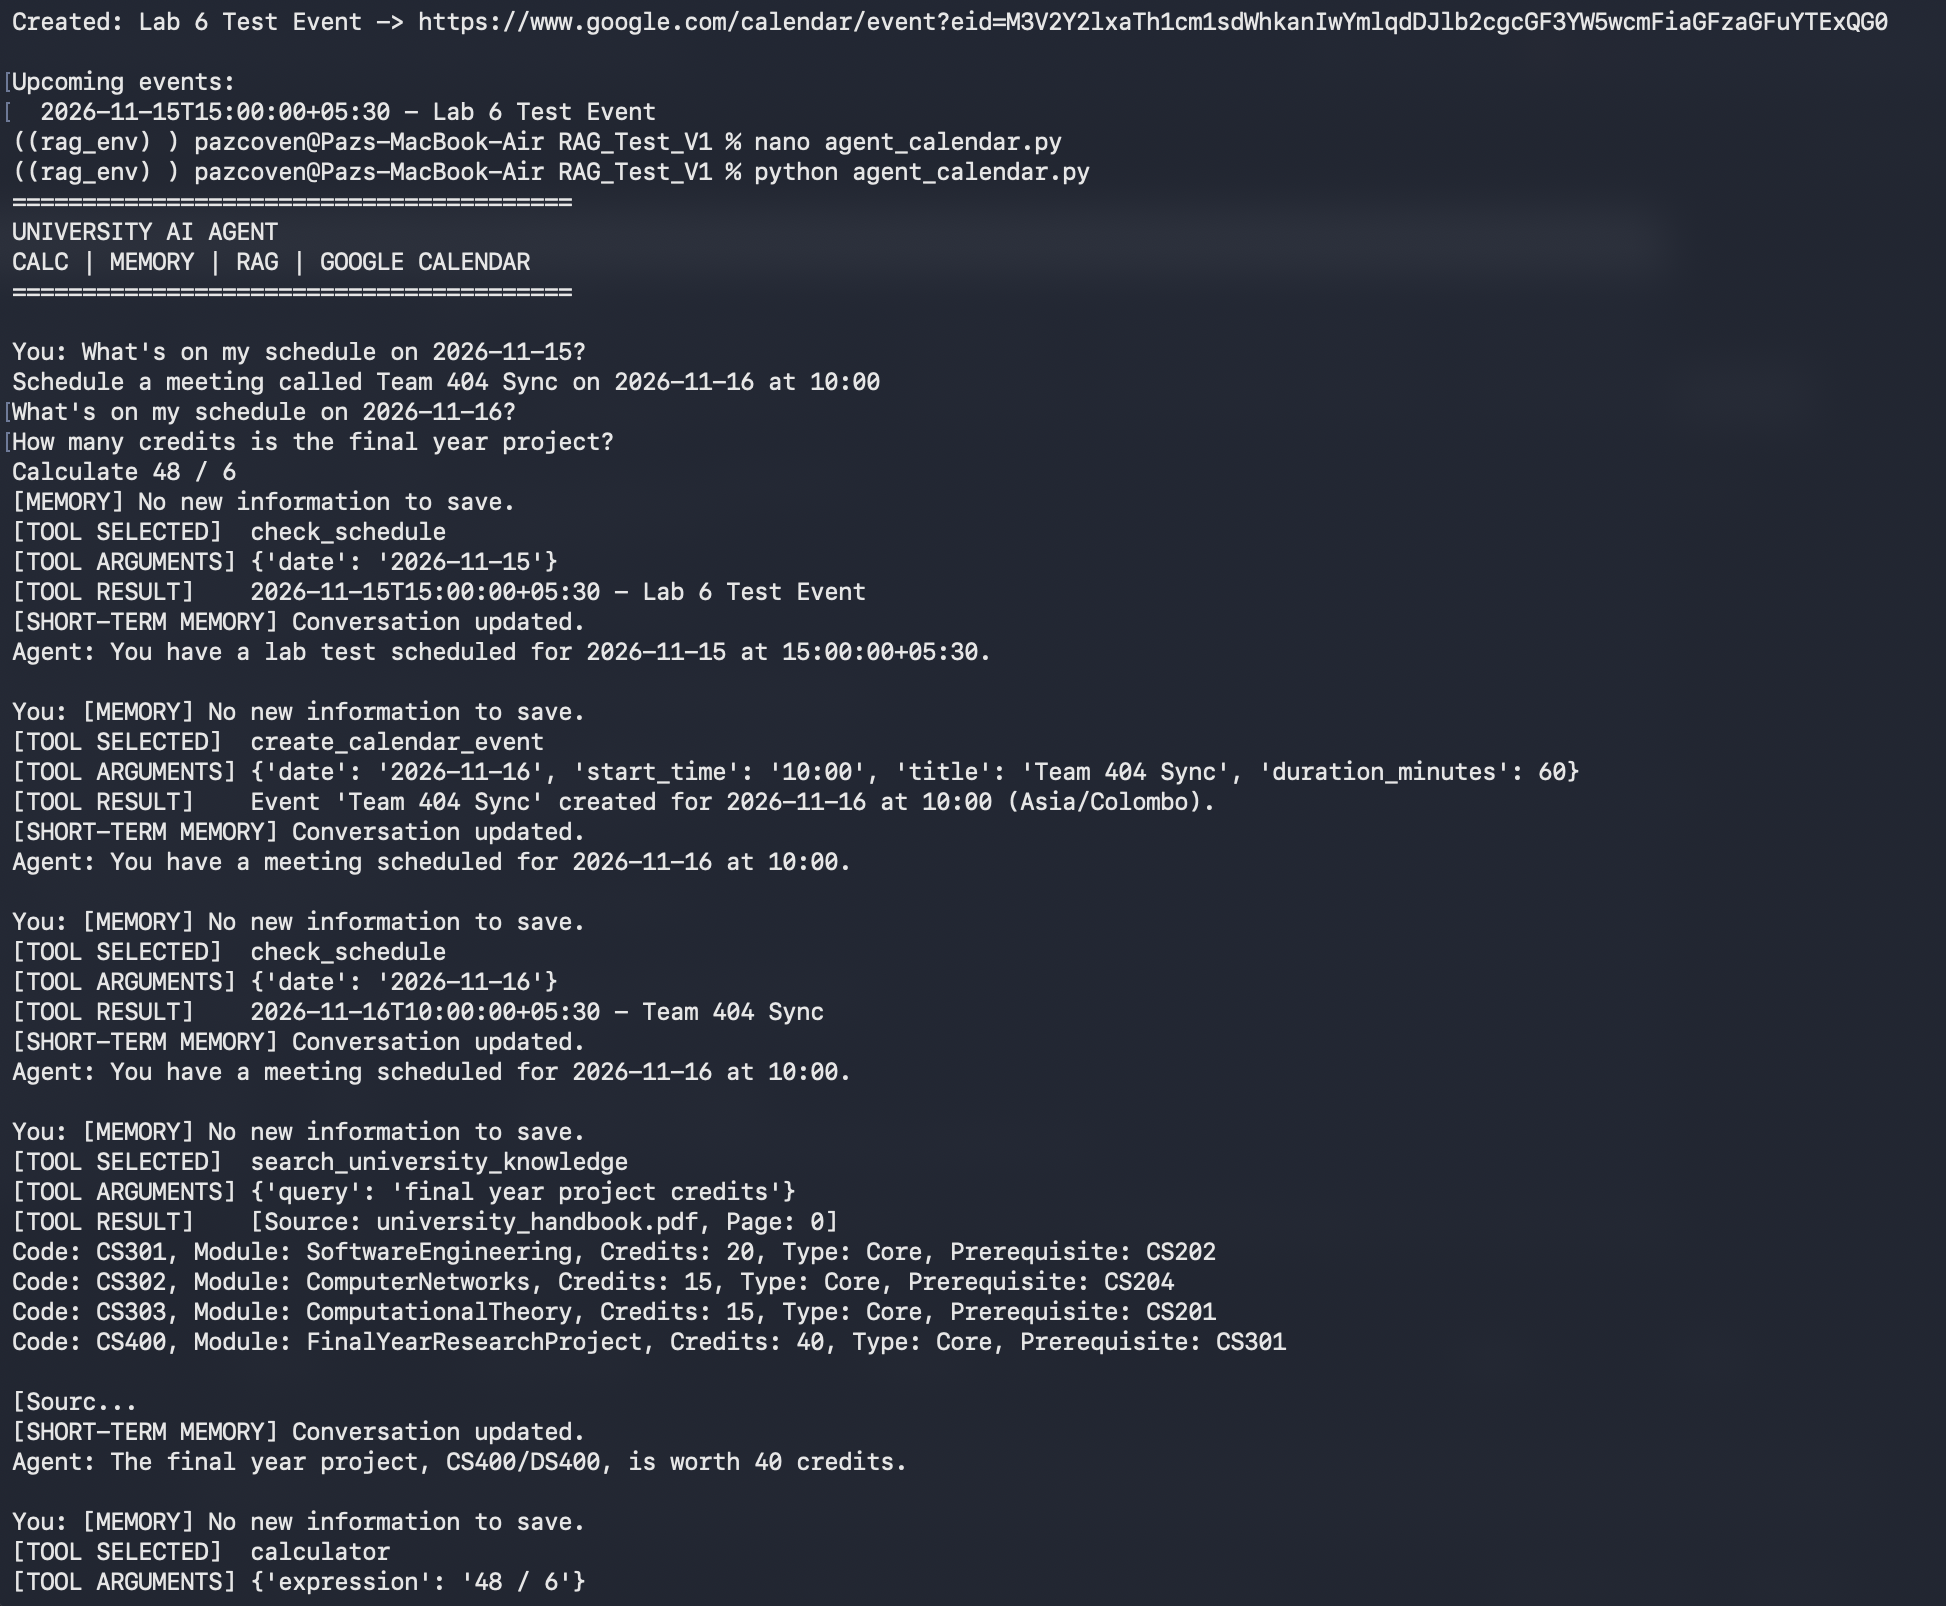 Created: Lab 6 Test Event -> https://www.google.com/calendar/event?eid=M3V2Y2lxaTh1cm1sdWhkanIwYmlqdDJlb2cgcGF3YW5wcmFiaGFzaGFuYTExQG0
[Upcoming events:
[  2026-11-15T15:00:00+05:30 - Lab 6 Test Event
((rag_env) ) pazcoven@Pazs-MacBook-Air RAG_Test_V1 % nano agent_calendar.py
((rag_env) ) pazcoven@Pazs-MacBook-Air RAG_Test_V1 % python agent_calendar.py
========================================
UNIVERSITY AI AGENT
CALC | MEMORY | RAG | GOOGLE CALENDAR
========================================
You: What's on my schedule on 2026-11-15?
Schedule a meeting called Team 404 Sync on 2026-11-16 at 10:00
[What's on my schedule on 2026-11-16?
[How many credits is the final year project?
Calculate 48 / 6
[MEMORY] No new information to save.
[TOOL SELECTED]  check_schedule
[TOOL ARGUMENTS] {'date': '2026-11-15'}
[TOOL RESULT]    2026-11-15T15:00:00+05:30 - Lab 6 Test Event
[SHORT-TERM MEMORY] Conversation updated.
Agent: You have a lab test scheduled for 2026-11-15 at 15:00:00+05:30.
You: [MEMORY] No new information to save.
[TOOL SELECTED]  create_calendar_event
[TOOL ARGUMENTS] {'date': '2026-11-16', 'start_time': '10:00', 'title': 'Team 404 Sync', 'duration_minutes': 60}
[TOOL RESULT]    Event 'Team 404 Sync' created for 2026-11-16 at 10:00 (Asia/Colombo).
[SHORT-TERM MEMORY] Conversation updated.
Agent: You have a meeting scheduled for 2026-11-16 at 10:00.
You: [MEMORY] No new information to save.
[TOOL SELECTED]  check_schedule
[TOOL ARGUMENTS] {'date': '2026-11-16'}
[TOOL RESULT]    2026-11-16T10:00:00+05:30 - Team 404 Sync
[SHORT-TERM MEMORY] Conversation updated.
Agent: You have a meeting scheduled for 2026-11-16 at 10:00.
You: [MEMORY] No new information to save.
[TOOL SELECTED]  search_university_knowledge
[TOOL ARGUMENTS] {'query': 'final year project credits'}
[TOOL RESULT]    [Source: university_handbook.pdf, Page: 0]
Code: CS301, Module: SoftwareEngineering, Credits: 20, Type: Core, Prerequisite: CS202
Code: CS302, Module: ComputerNetworks, Credits: 15, Type: Core, Prerequisite: CS204
Code: CS303, Module: ComputationalTheory, Credits: 15, Type: Core, Prerequisite: CS201
Code: CS400, Module: FinalYearResearchProject, Credits: 40, Type: Core, Prerequisite: CS301
[Sourc...
[SHORT-TERM MEMORY] Conversation updated.
Agent: The final year project, CS400/DS400, is worth 40 credits.
You: [MEMORY] No new information to save.
[TOOL SELECTED]  calculator
[TOOL ARGUMENTS] {'expression': '48 / 6'}